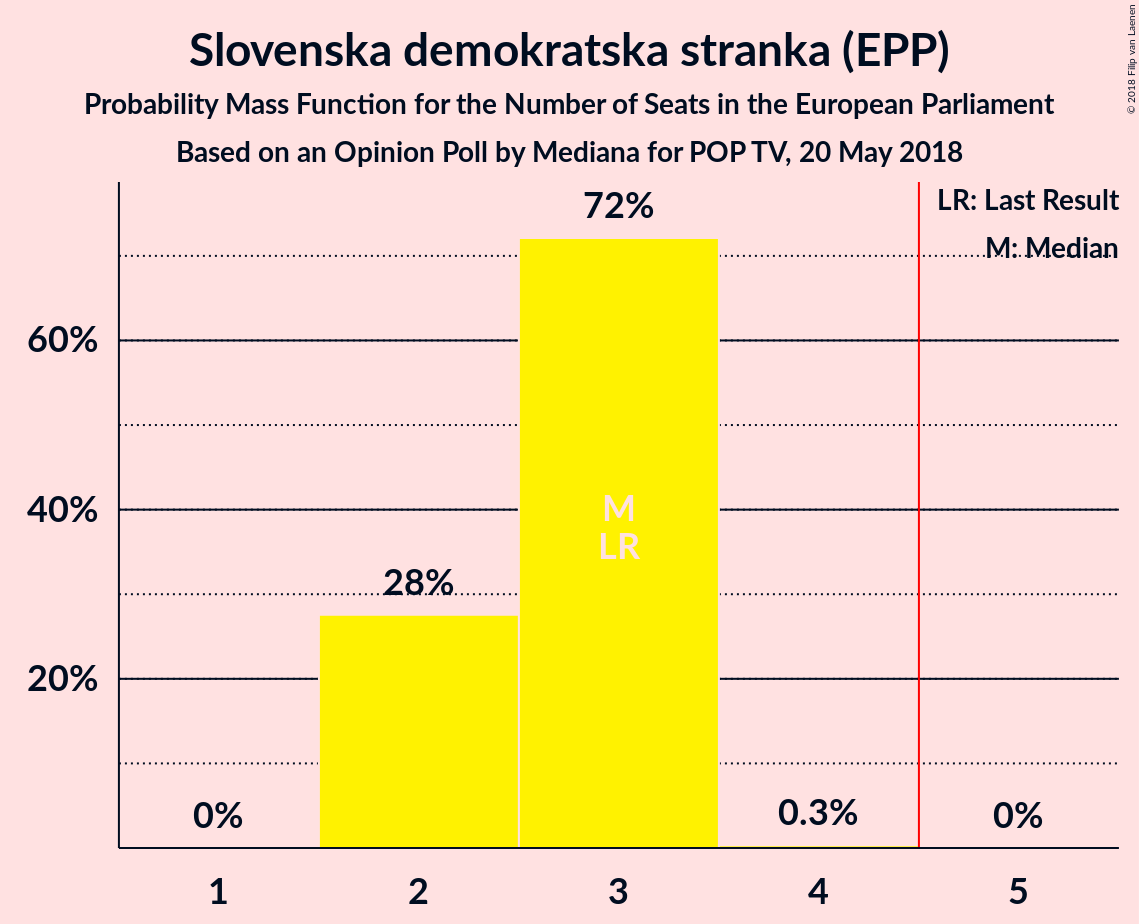 Slovenska demokratska stranka (EPP)
Probability Mass Function for the Number of Seats in the European Parliament
Based on an Opinion Poll by Mediana for POP TV, 20 May 2018
© 2018 Filip van Laenen
LR: Last Result
M: Median
72%
60%
40%
M
LR
28%
20%
0%
0.3%
0%
1 2 3 4 5